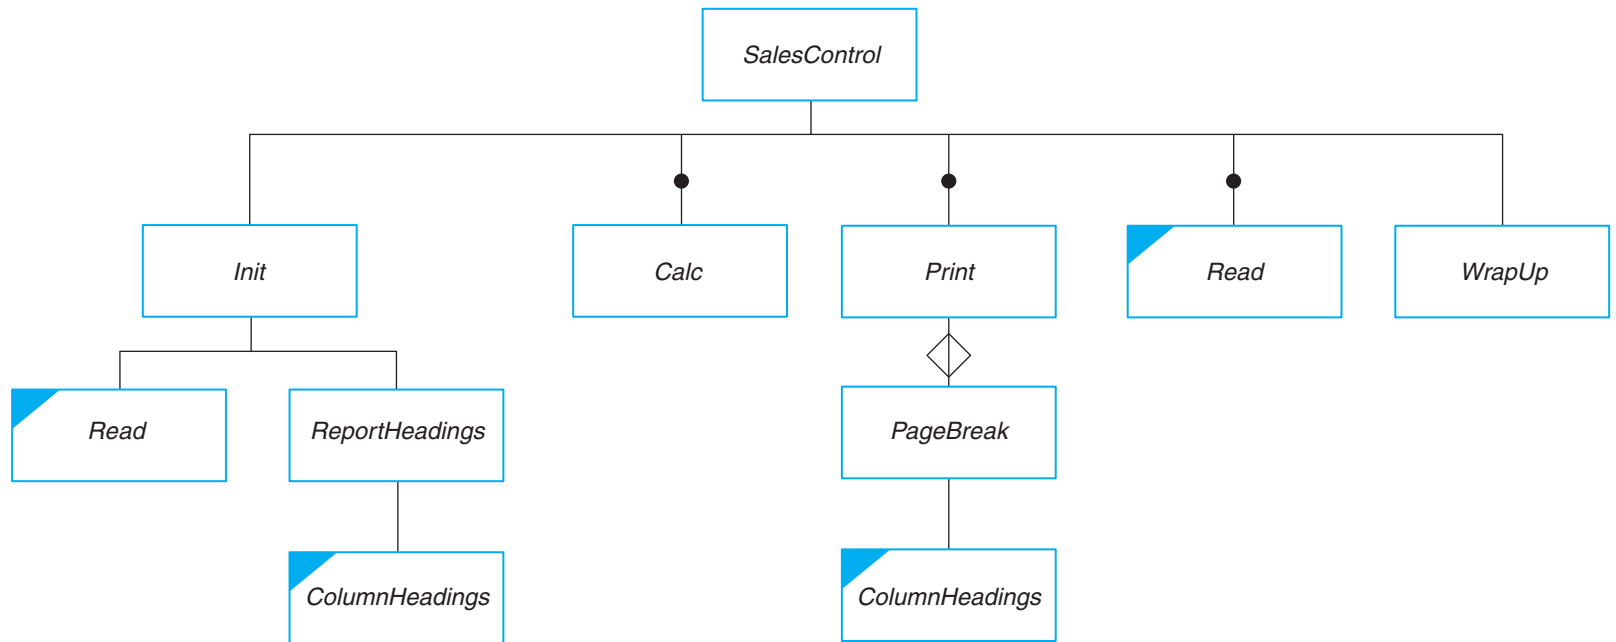 SalesControl
Init
Calc
Print
Read
WrapUp
Read
ReportHeadings
PageBreak
ColumnHeadings
ColumnHeadings